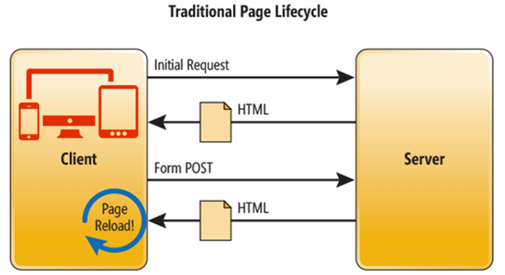 Traditional Page Lifecycle
Initial Request
HTML
Client
Server
Form POST
Page
Reload!
HTML